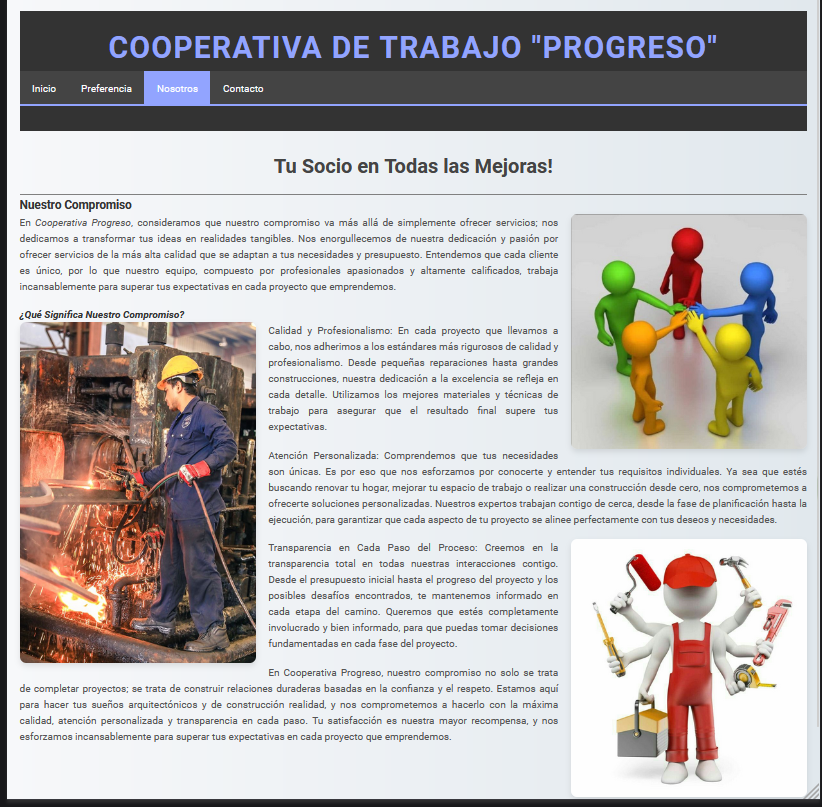 COOPERATIVA DE TRABAJO "PROGRESO"
Inicio Preferencia Nosotros Contacto
Tu Socio en Todas las Mejoras!
Nuestro Compromiso
En Cooperativa Progreso, consideramos que nuestro compromiso va más allá de simplemente ofrecer servicios; nos
dedicamos a transformar tus ideas en realidades tangibles. Nos enorgullecemos de nuestra dedicación y pasión por
ofrecer servicios de la más alta calidad que se adaptan a tus necesidades y presupuesto. Entendemos que cada cliente
es único, por lo que nuestro equipo, compuesto por profesionales apasionados y altamente calificados, trabaja
incansablemente para superar tus expectativas en cada proyecto que emprendemos.
¿Qué Significa Nuestro Compromiso?
Calidad y Profesionalismo: En cada proyecto que llevamos a
cabo, nos adherimos a los estándares más rigurosos de calidad y
profesionalismo. Desde pequeñas reparaciones hasta grandes
construcciones, nuestra dedicación a la excelencia se refleja en
cada detalle. Utilizamos los mejores materiales y técnicas de
trabajo para asegurar que el resultado final supere tus
expectativas.
Atención Personalizada: Comprendemos que tus necesidades
son únicas. Es por eso que nos esforzamos por conocerte y entender tus requisitos individuales. Ya sea que estés
buscando renovar tu hogar, mejorar tu espacio de trabajo o realizar una construcción desde cero, nos comprometemos a
ofrecerte soluciones personalizadas. Nuestros expertos trabajan contigo de cerca, desde la fase de planificación hasta la
ejecución, para garantizar que cada aspecto de tu proyecto se alinee perfectamente con tus deseos y necesidades.
Transparencia en Cada Paso del Proceso: Creemos en la
transparencia total en todas nuestras interacciones contigo.
Desde el presupuesto inicial hasta el progreso del proyecto y los
posibles desafíos encontrados, te mantenemos informado en
cada etapa del camino. Queremos que estés completamente
involucrado y bien informado, para que puedas tomar decisiones
fundamentadas en cada fase del proyecto.
En Cooperativa Progreso, nuestro compromiso no solo se trata
de completar proyectos; se trata de construir relaciones duraderas basadas en la confianza y el respeto. Estamos aquí
para hacer tus sueños arquitectónicos y de construcción realidad, y nos comprometemos a hacerlo con la máxima
calidad, atención personalizada y transparencia en cada paso. Tu satisfacción es nuestra mayor recompensa, y nos
esforzamos incansablemente para superar tus expectativas en cada proyecto que emprendemos.